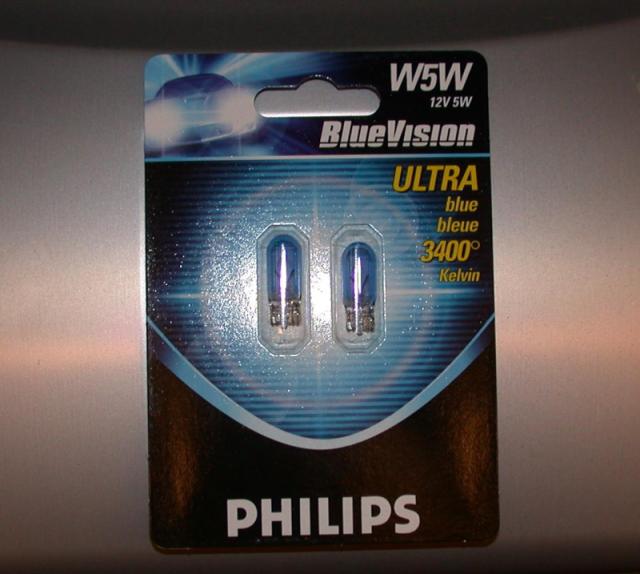 W5W
12V 5W
BlueVision
ULTRA
blue
bleue
3400°
Kelvin
PHILIPS